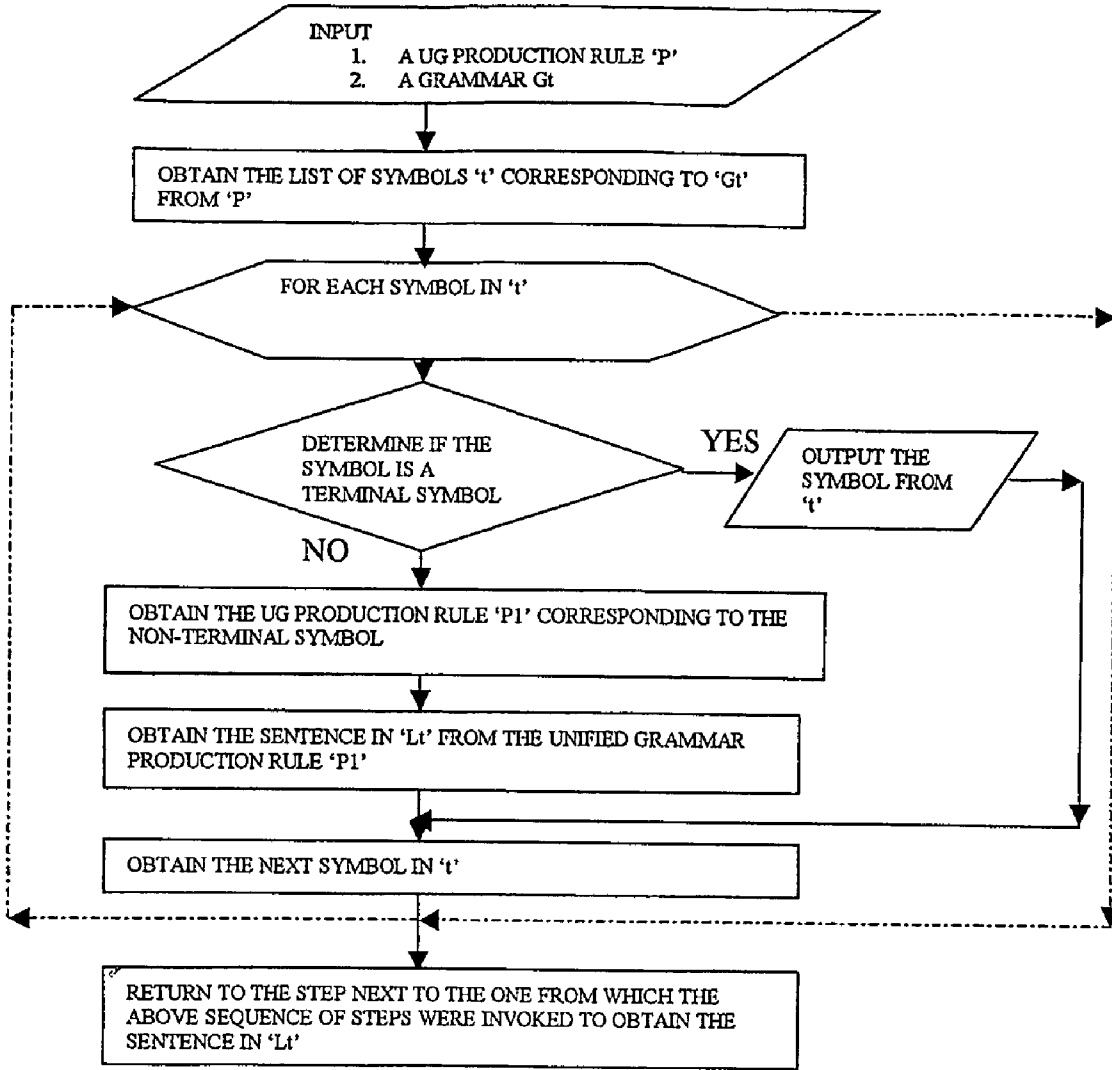 INPUT
1. A UG PRODUCTION RULE ‘P’
2. A GRAMMAR Gt
OBTAIN THE LIST OF SYMBOLS ‘t’ CORRESPONDING TO ‘Gt’
FROM ‘P’
FOR EACH SYMBOL IN ‘t’
DETERMINE IF THE
SYMBOL IS A
TERMINAL SYMBOL
YES
OUTPUT THE
SYMBOL FROM
‘t’
NO
OBTAIN THE UG PRODUCTION RULE ‘P1’ CORRESPONDING TO THE
NON-TERMINAL SYMBOL
OBTAIN THE SENTENCE IN ‘Lt’ FROM THE UNIFIED GRAMMAR
PRODUCTION RULE ‘P1’
OBTAIN THE NEXT SYMBOL IN ‘t’
RETURN TO THE STEP NEXT TO THE ONE FROM WHICH THE
ABOVE SEQUENCE OF STEPS WERE INVOKED TO OBTAIN THE
SENTENCE IN ‘Lt’